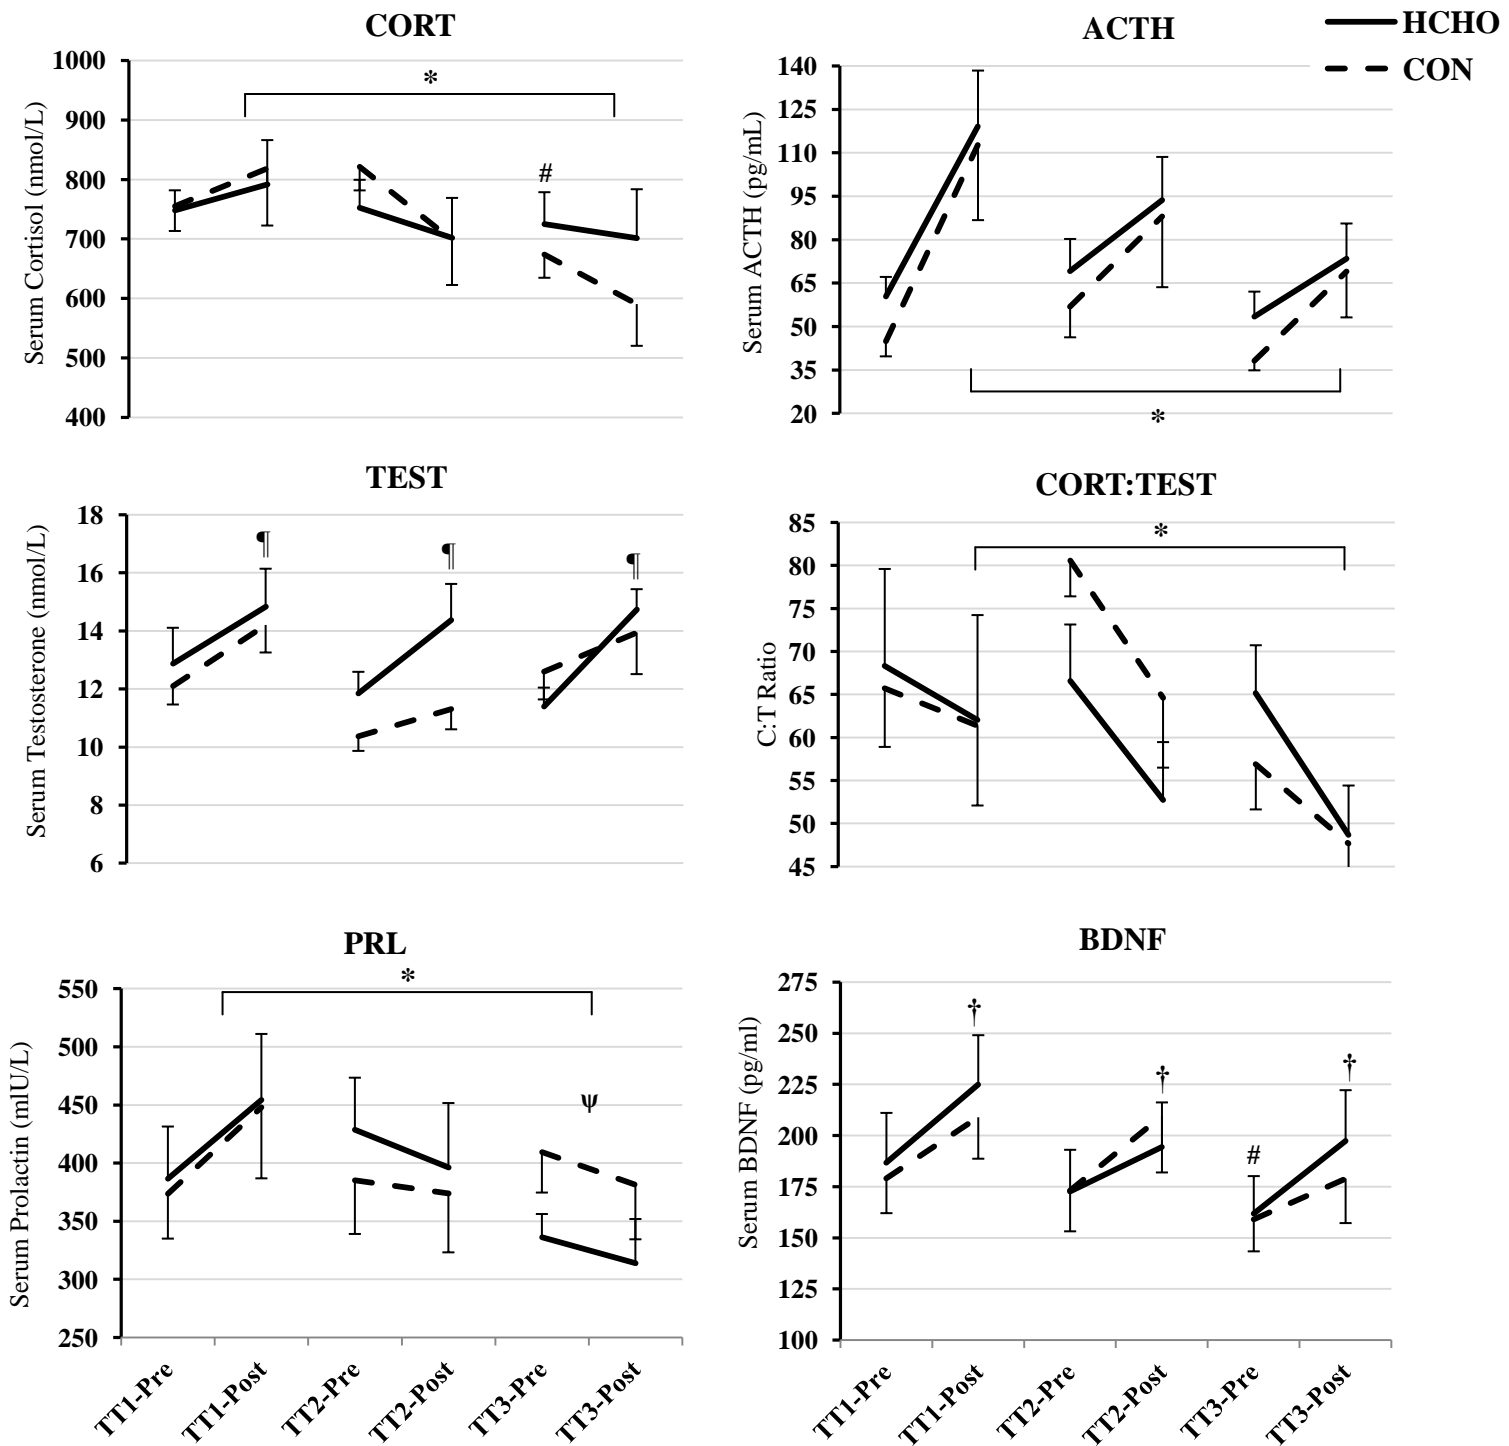 CORT
ACTH
HCHO
CON
Serum Cortisol (nmol/L)
1000
900
800
700
600
500
400
*
#
Serum ACTH (pg/mL)
140
125
110
95
80
65
50
35
20
*
TEST
CORT:TEST
Serum Testosterone (nmol/L)
18
16
14
12
10
8
6
¶
¶
¶
C:T Ratio
85
80
75
70
65
60
55
50
45
*
PRL
BDNF
Serum Prolactin (mIU/L)
550
500
450
400
350
300
250
*
ψ
TT1-Pre
TT1-Post
TT2-Pre
TT2-Post
TT3-Pre
TT3-Post
Serum BDNF (pg/ml)
275
250
225
200
175
150
125
100
†
†
#
†
TT1-Pre
TT1-Post
TT2-Pre
TT2-Post
TT3-Pre
TT3-Post